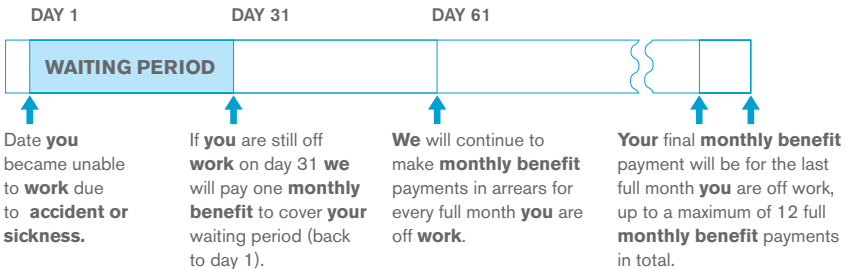 DAY 1
DAY 31
DAY 61
WAITING PERIOD
Date you
became unable
to work due
to accident or
sickness.
If you are still off
work on day 31 we
will pay one monthly
benefit to cover your
waiting period (back
to day 1).
We will continue to
make monthly benefit
payments in arrears for
every full month you are
off work.
Your final monthly benefit
payment will be for the last
full month you are off work,
up to a maximum of 12 full
monthly benefit payments
in total.